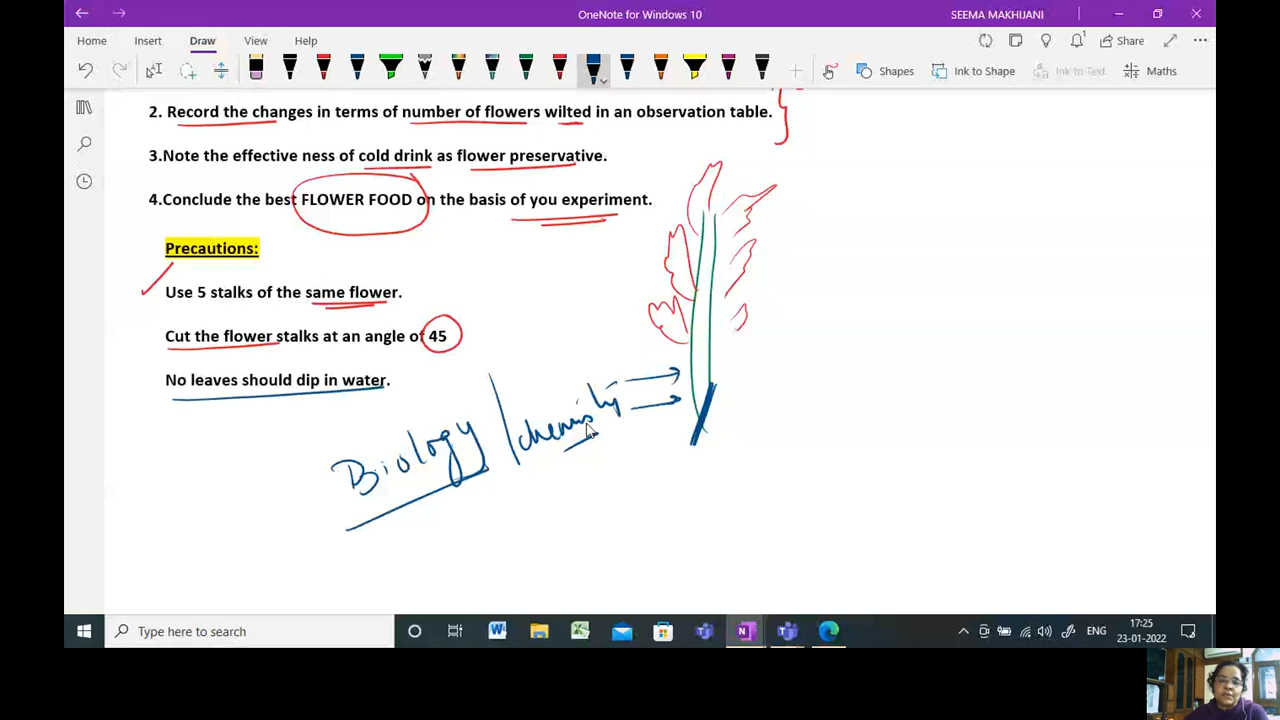 OneNote for Windows 10
SEEMA MAKHIJANI
Home Insert Draw View Help
Share
Shapes
Ink to Shape
Ink to Text
Maths
2. Record the changes in terms of number of flowers wilted in an observation table.
3.Note the effective ness of cold drink as flower preservative.
4.Conclude the best FLOWER FOOD on the basis of you experiment.
Precautions:
Use 5 stalks of the same flower.
Cut the flower stalks at an angle of 45
No leaves should dip in water.
Biology
Type here to search
ENG
17:25
23-01-2022